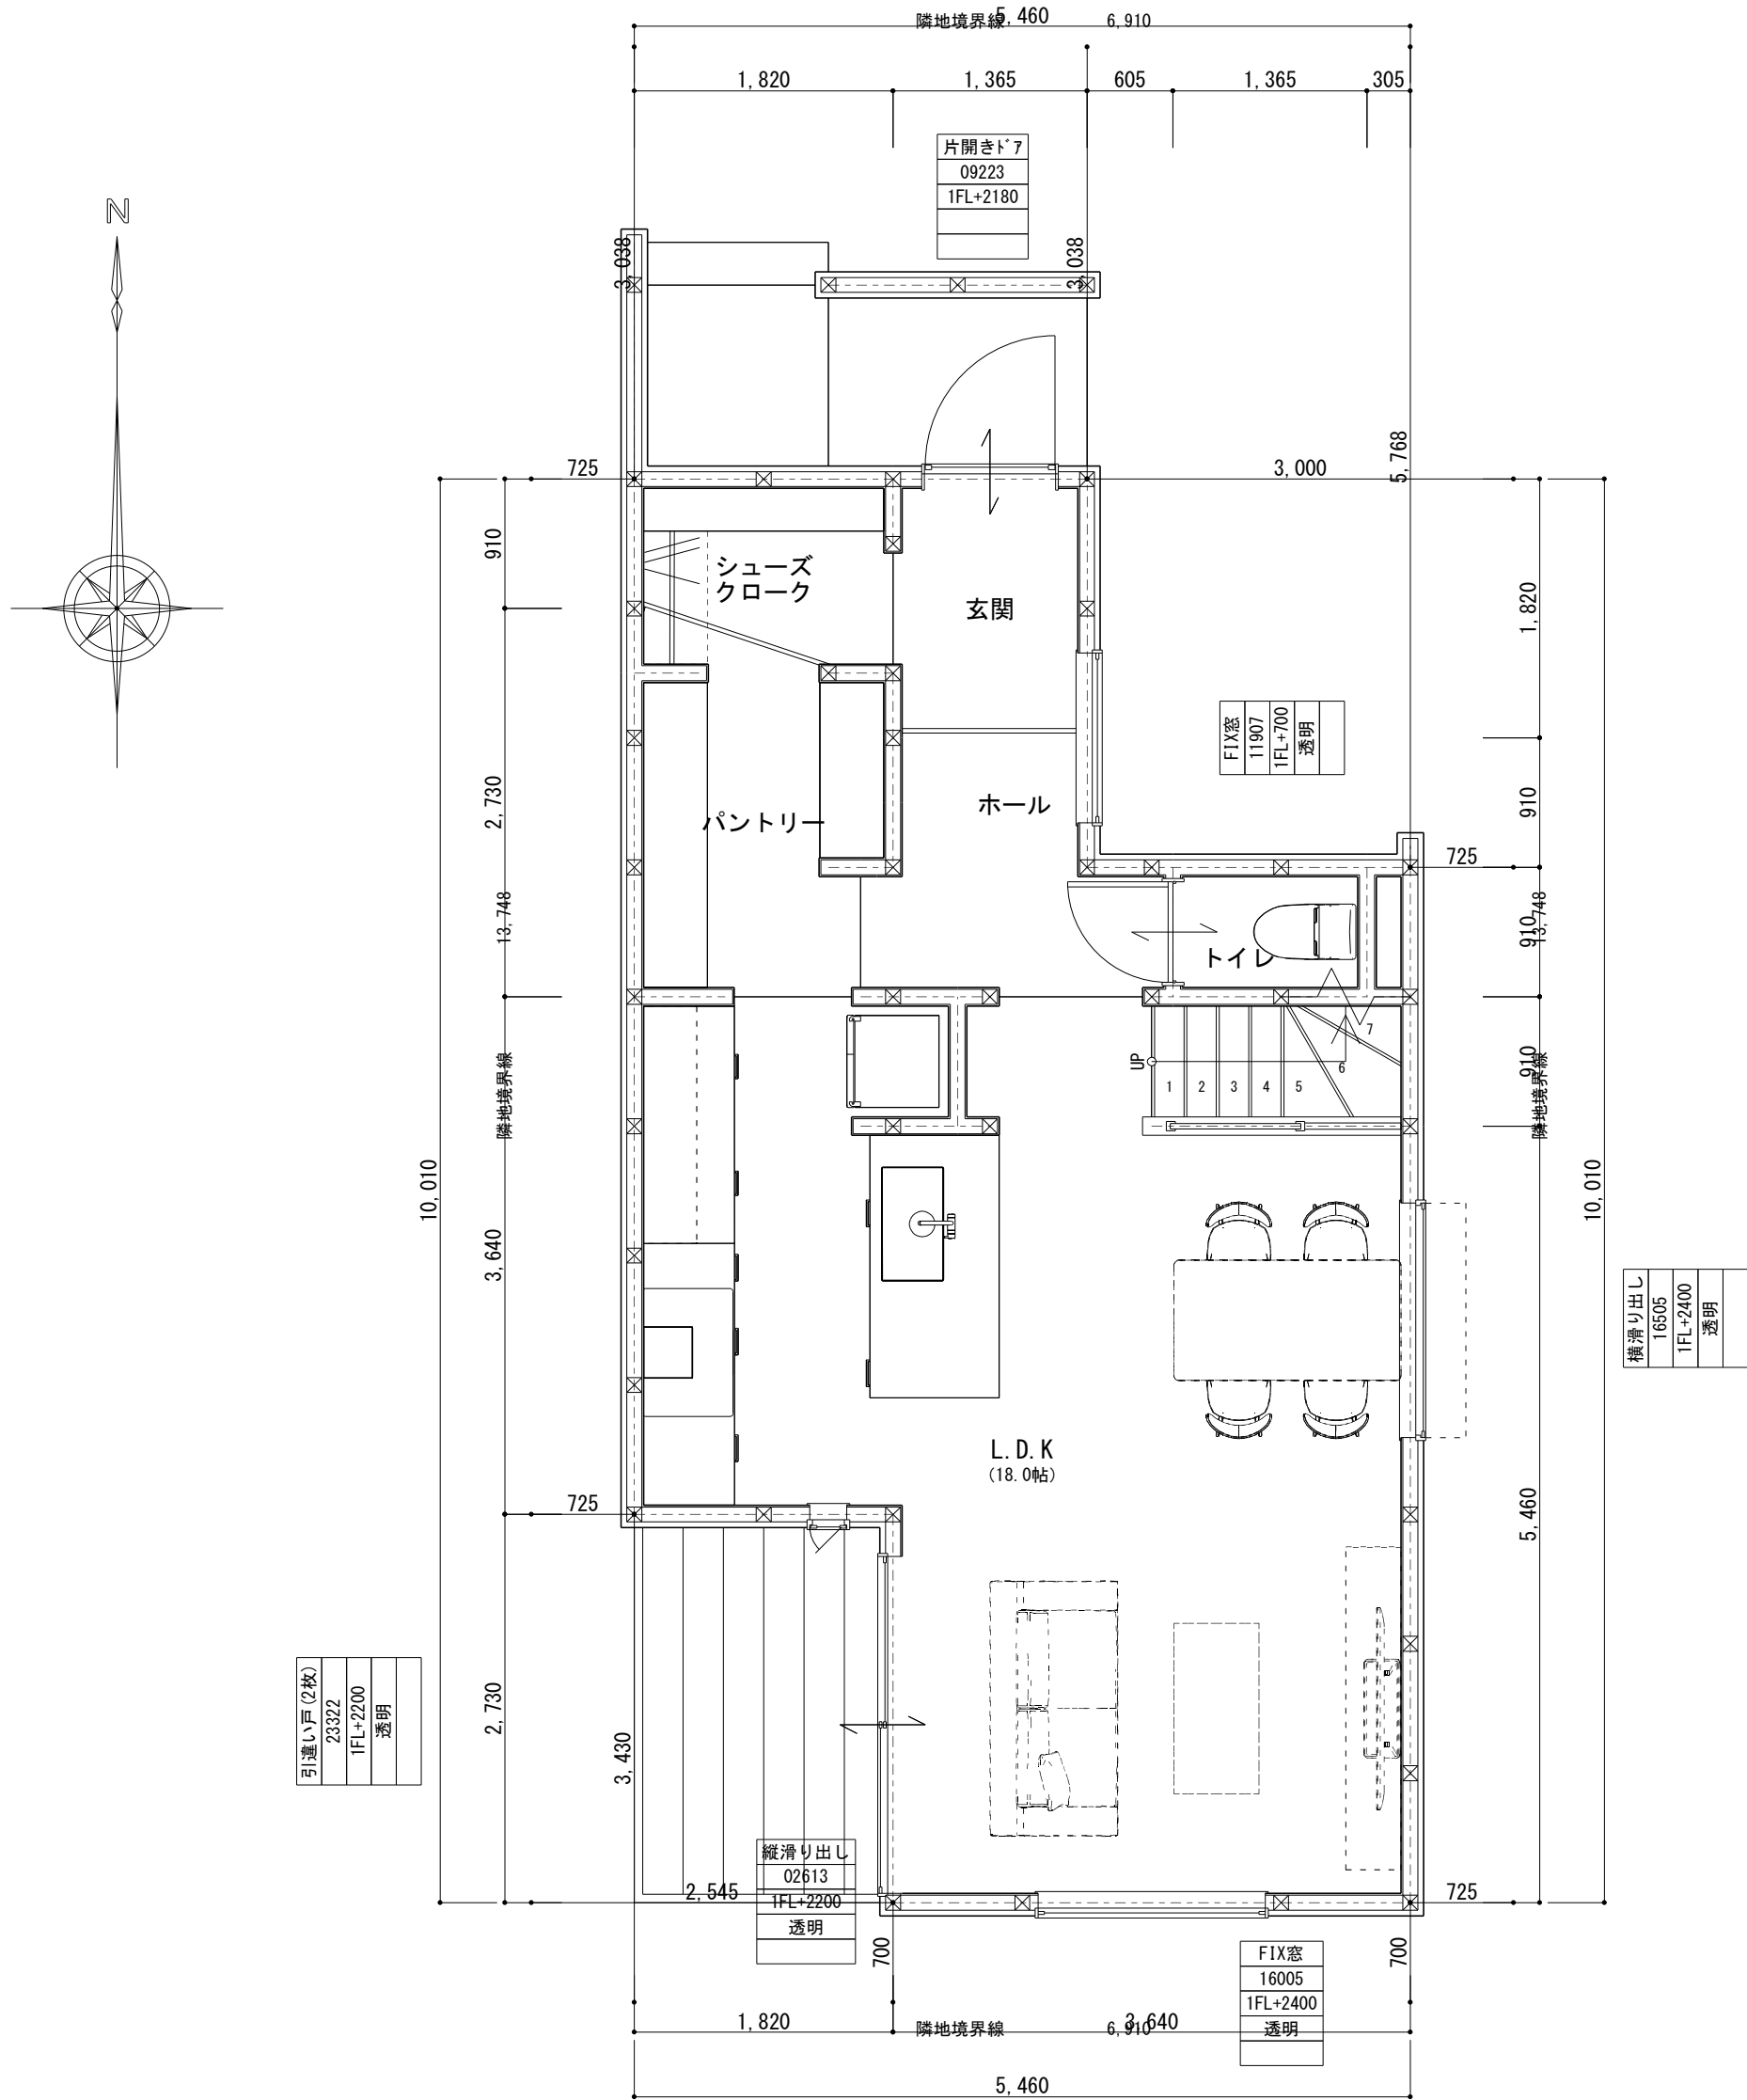 隣地境界線
5,460
6,910
1,820
1,365
605
1,365
305
片開きドア
09223
1FL+2180
N
3,038
3,038
725
3,000
5,768
910
シューズ
クローク
玄関
1,820
FIX窓
11907
1FL+700
透明
2,730
パントリー
ホール
910
725
13,748
910
13,748
トイレ
UP
1
2
3
4
5
6
7
910
隣地境界線
隣地境界線
10,010
10,010
3,640
横滑り出し
16505
1FL+2400
透明
L.D.K
(18.0帖)
725
5,460
引違い戸(2枚)
23322
1FL+2200
透明
2,730
3,430
縦滑り出し
02613
1FL+2200
透明
2,545
725
700
700
FIX窓
16005
1FL+2400
透明
1,820
隣地境界線
6,910
3,640
5,460